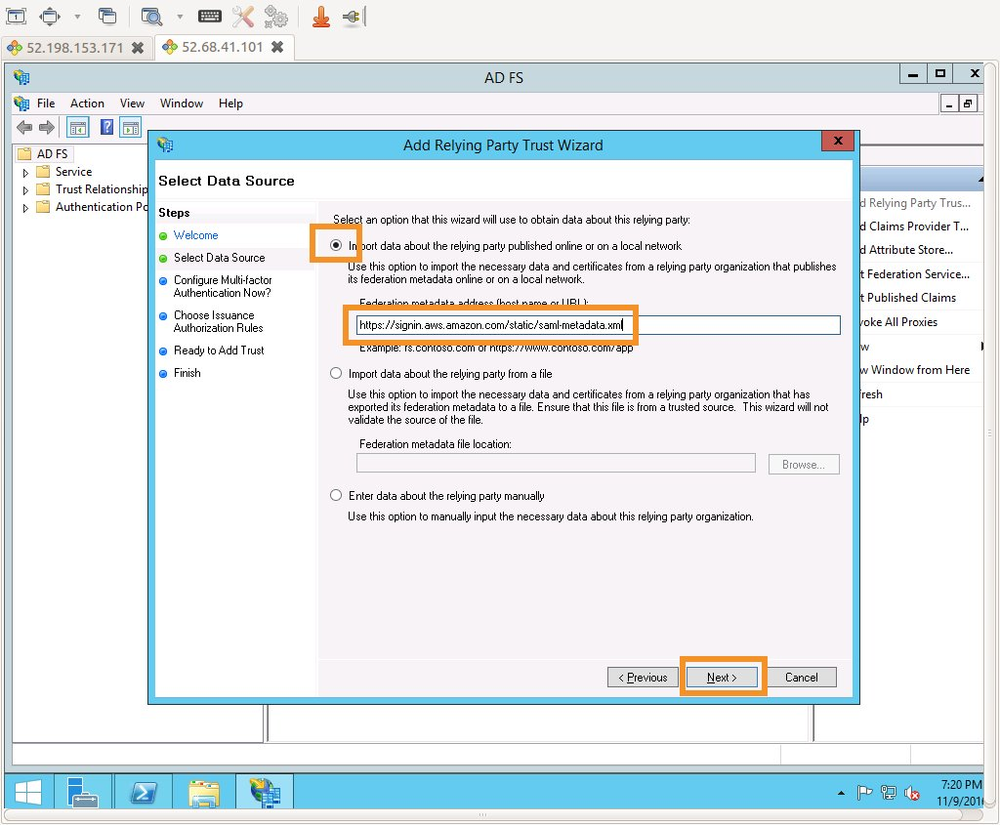 52.198.153.171
52.68.41.101
AD FS
File Action View Window Help
AD FS
Service
Trust Relationship
Authentication Po
Add Relying Party Trust Wizard
Select Data Source
Steps
Welcome
Select Data Source
Configure Multi-factor
Authentication Now?
Choose Issuance
Authorization Rules
Ready to Add Trust
Finish
Select an option that this wizard will use to obtain data about this relying party:
Import data about the relying party published online or on a local network
Use this option to import the necessary data and certificates from a relying party organization that publishes
its federation metadata online or on a local network.
Federation metadata address (host name or URL):
https://signin.aws.amazon.com/static/saml-metadata.xml
Example: fs.contoso.com or https://www.contoso.com/app
Import data about the relying party from a file
Use this option to import the necessary data and certificates from a relying party organization that has
exported its federation metadata to a file. Ensure that this file is from a trusted source. This wizard will not
validate the source of the file.
Federation metadata file location:
Browse...
Enter data about the relying party manually
Use this option to manually input the necessary data about this relying party organization.
< Previous
Next >
Cancel
d Relying Party Trus...
d Claims Provider T...
d Attribute Store...
t Federation Service...
t Published Claims
voke All Proxies
w
w Window from Here
fresh
lp
7:20 PM
11/9/201